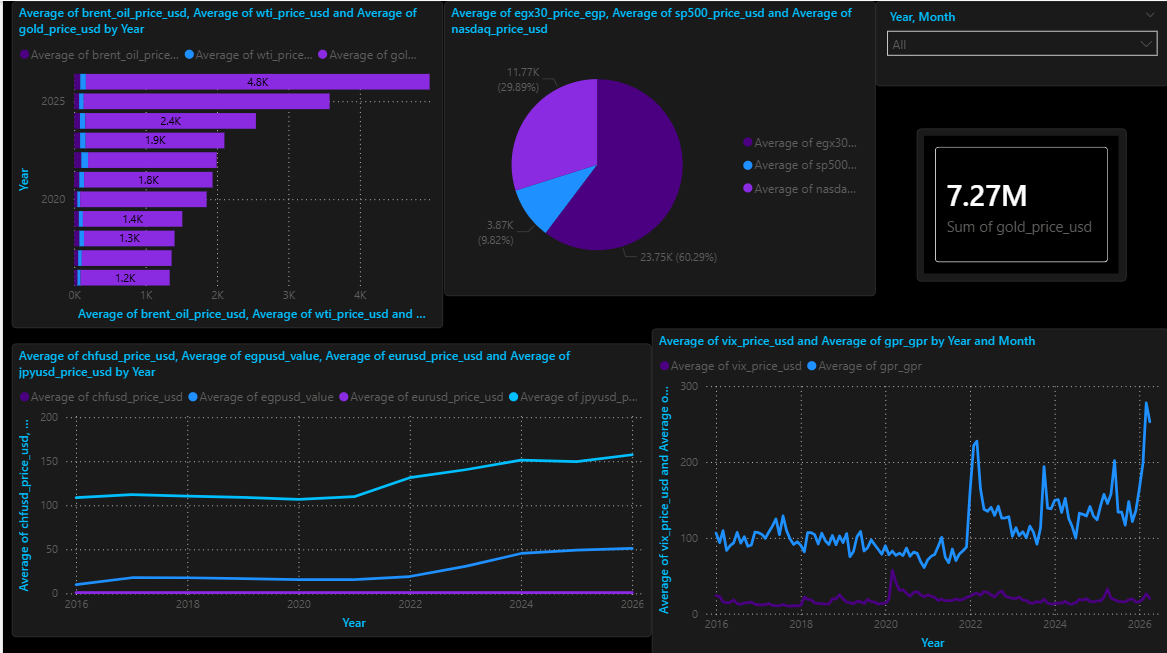 Average of brent_oil_price_usd, Average of wti_price_usd and Average of
gold_price_usd by Year
Average of brent_oil_price... Average of wti_pric... Average of gol...
4.8K
2025
2.4K
1.9K
1.8K
2020
1.4K
1.3K
1.2K
0K 1K 2K 3K 4K
Year
Average of brent_oil_price_usd, Average of wti_price_usd and ...
Average of egx30_price_egp, Average of sp500_price_usd and Average of
nasdaq_price_usd
11.77K
(29.89%)
3.87K
(9.82%)
23.75K (60.29%)
Average of egx30...
Average of sp500...
Average of nasda...
Year, Month
All
7.27M
Sum of gold_price_usd
Average of chfusd_price_usd, Average of egpusd_value, Average of eurusd_price_usd and Average of
jpyusd_price_usd by Year
Average of chfusd_price_usd Average of egpusd_value Average of eurusd_price_usd Average of jpyusd_p...
200
150
100
50
0
2016 2018 2020 2022 2024 2026
Average of chfusd_price_usd, ...
Year
Average of vix_price_usd and Average of gpr_gpr by Year and Month
Average of vix_price_usd Average of gpr_gpr
300
200
100
0
2016 2018 2020 2022 2024 2026
Average of vix_price_usd and Average o...
Year